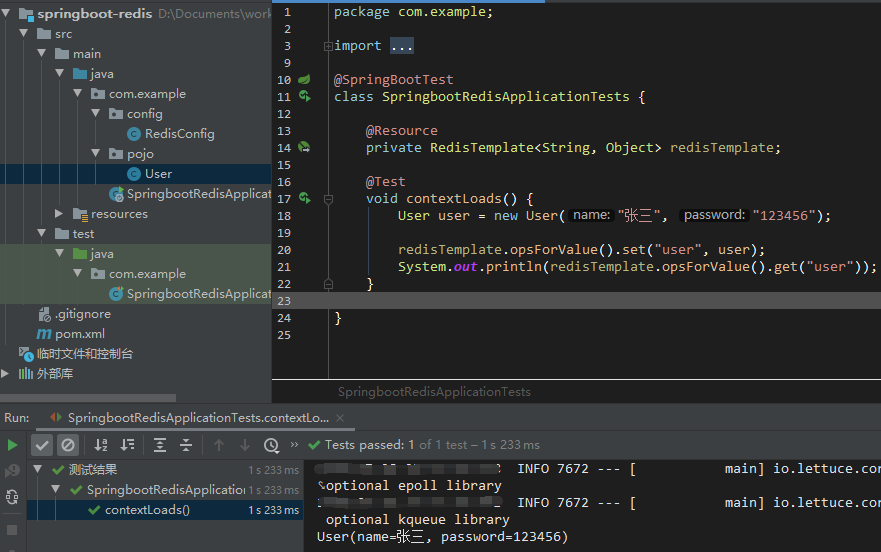 springboot-redis D:\Documents\work
src
main
java
com.example
config
RedisConfig
pojo
User
SpringbootRedisApplicat
resources
test
java
com.example
SpringbootRedisApplicat
.gitignore
pom.xml
临时文件和控制台
外部库
1 package com.example;
2
3 import ...
9
10 @SpringBootTest
11 class SpringbootRedisApplicationTests {
12
13 @Resource
14 private RedisTemplate<String, Object> redisTemplate;
15
16 @Test
17 void contextLoads() {
18 User user = new User( name: "张三", password: "123456");
19
20 redisTemplate.opsForValue().set("user", user);
21 System.out.println(redisTemplate.opsForValue().get("user"));
22 }
23
24 }
25
SpringbootRedisApplicationTests
Run: SpringbootRedisApplicationTests.contextLo... ×
» Tests passed: 1 of 1 test – 1 s 233 ms
测试结果 1 s 233 ms
SpringbootRedisApplication 1 s 233 ms
contextLoads() 1 s 233 ms
INFO 7672 --- [ main] io.lettuce.cor
optional epoll library
INFO 7672 --- [ main] io.lettuce.cor
optional kqueue library
User(name=张三, password=123456)